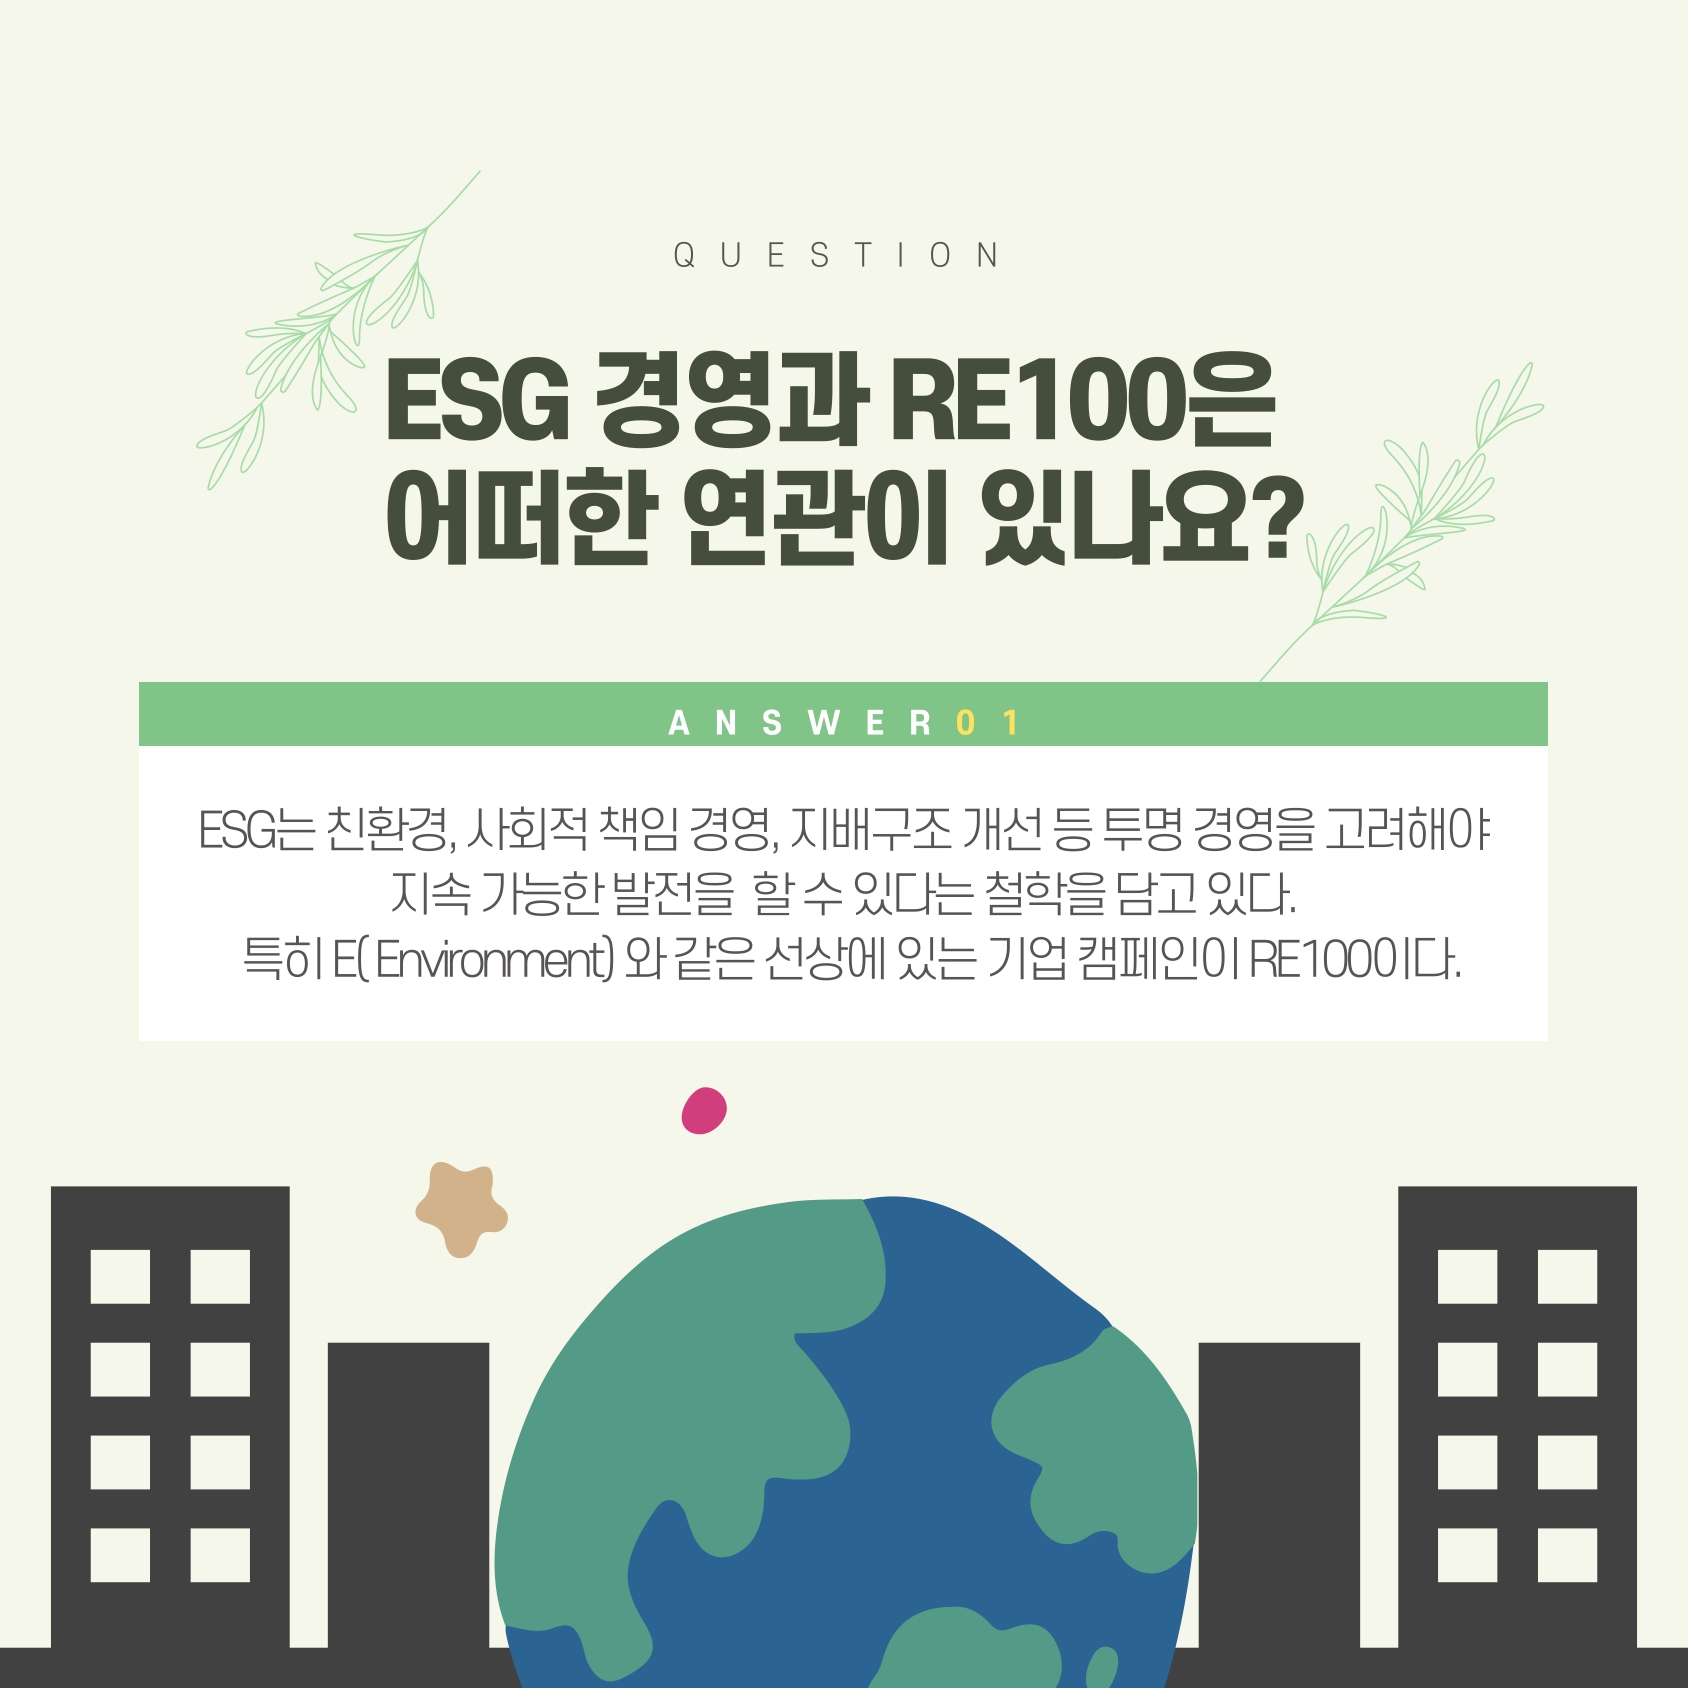 QUESTION
ESG 경영과 RE100은
어떠한 연관이 있나요?
ANSWER01
ESG는 친환경, 사회적 책임 경영, 지배구조 개선 등 투명 경영을 고려해야
지속 가능한 발전을 할 수 있다는 철학을 담고 있다.
특히 E( Environment) 와 같은 선상에 있는 기업 캠페인이 RE100이다.